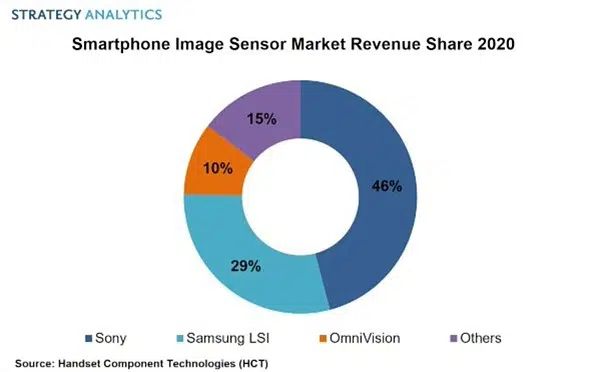 STRATEGY ANALYTICS
Smartphone Image Sensor Market Revenue Share 2020
15%
10%
46%
29%
Sony Samsung LSI OmniVision Others
Source: Handset Component Technologies (HCT)